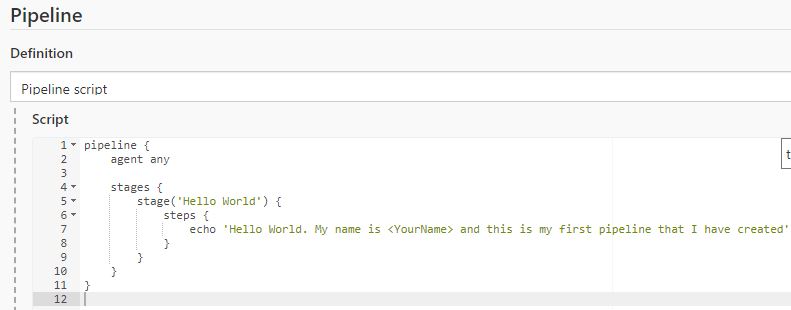 Pipeline
Definition
Pipeline script
Script
1 pipeline {
2     agent any
3
4     stages {
5         stage('Hello World') {
6             steps {
7                 echo 'Hello World. My name is <YourName> and this is my first pipeline that I have created'
8             }
9         }
10     }
11 }
12
t